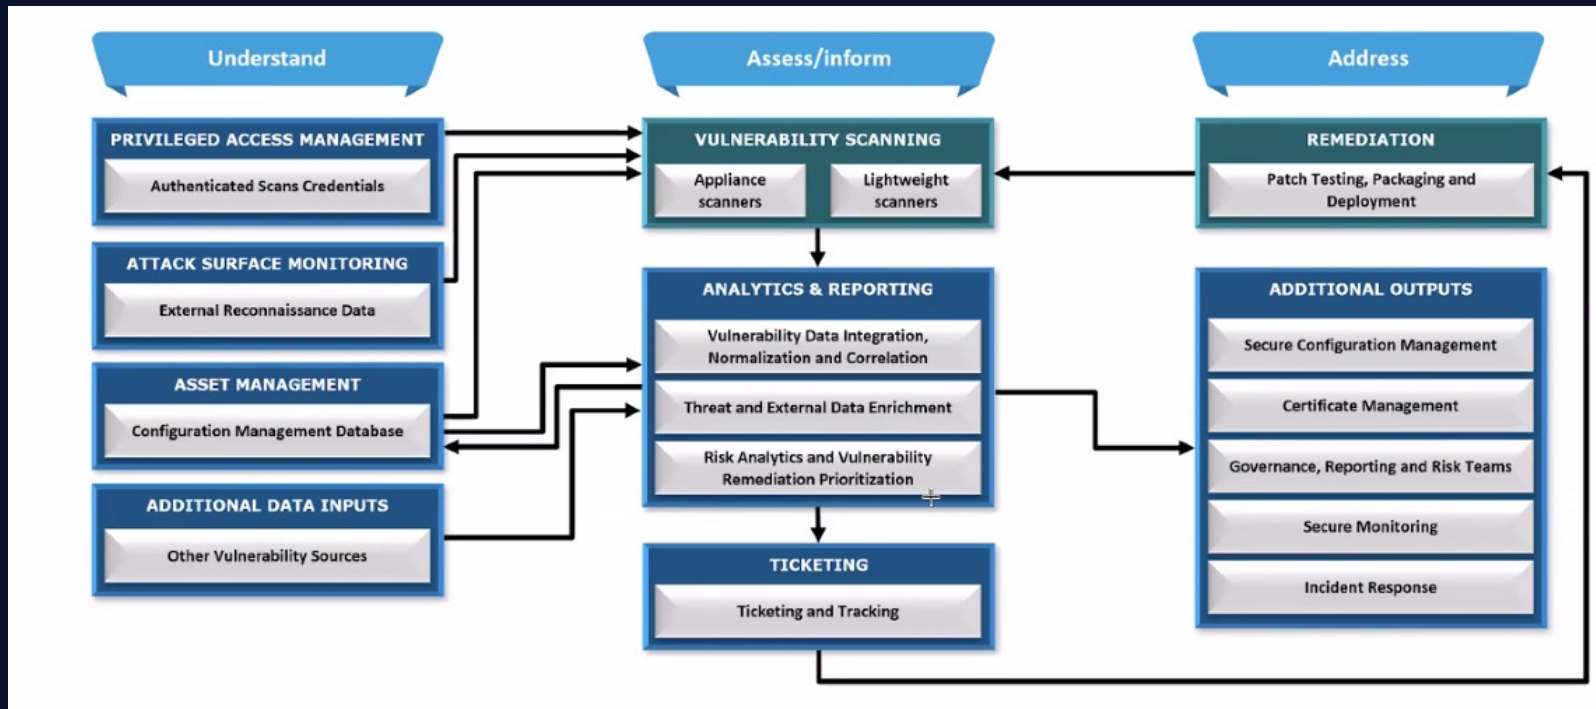 Understand
Assess/inform
Address
PRIVILEGED ACCESS MANAGEMENT
Authenticated Scans Credentials
ATTACK SURFACE MONITORING
External Reconnaissance Data
ASSET MANAGEMENT
Configuration Management Database
ADDITIONAL DATA INPUTS
Other Vulnerability Sources
VULNERABILITY SCANNING
Appliance
scanners
Lightweight
scanners
ANALYTICS & REPORTING
Vulnerability Data Integration,
Normalization and Correlation
Threat and External Data Enrichment
Risk Analytics and Vulnerability
Remediation Prioritization
TICKETING
Ticketing and Tracking
REMEDIATION
Patch Testing, Packaging and
Deployment
ADDITIONAL OUTPUTS
Secure Configuration Management
Certificate Management
Governance, Reporting and Risk Teams
Secure Monitoring
Incident Response